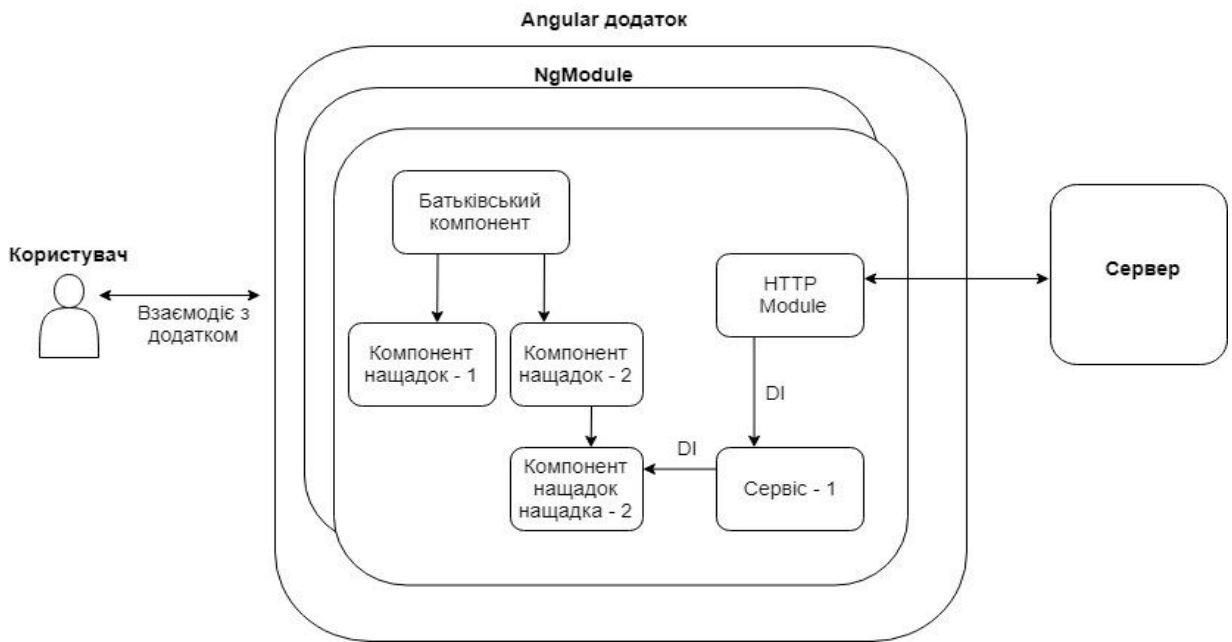 Angular додаток
NgModule
Батьківський
компонент
Користувач
Взаємодіє з
додатком
HTTP
Module
Сервер
Компонент
нащадок - 1
Компонент
нащадок - 2
DI
DI
Компонент
нащадок
нащадка - 2
Сервіс - 1